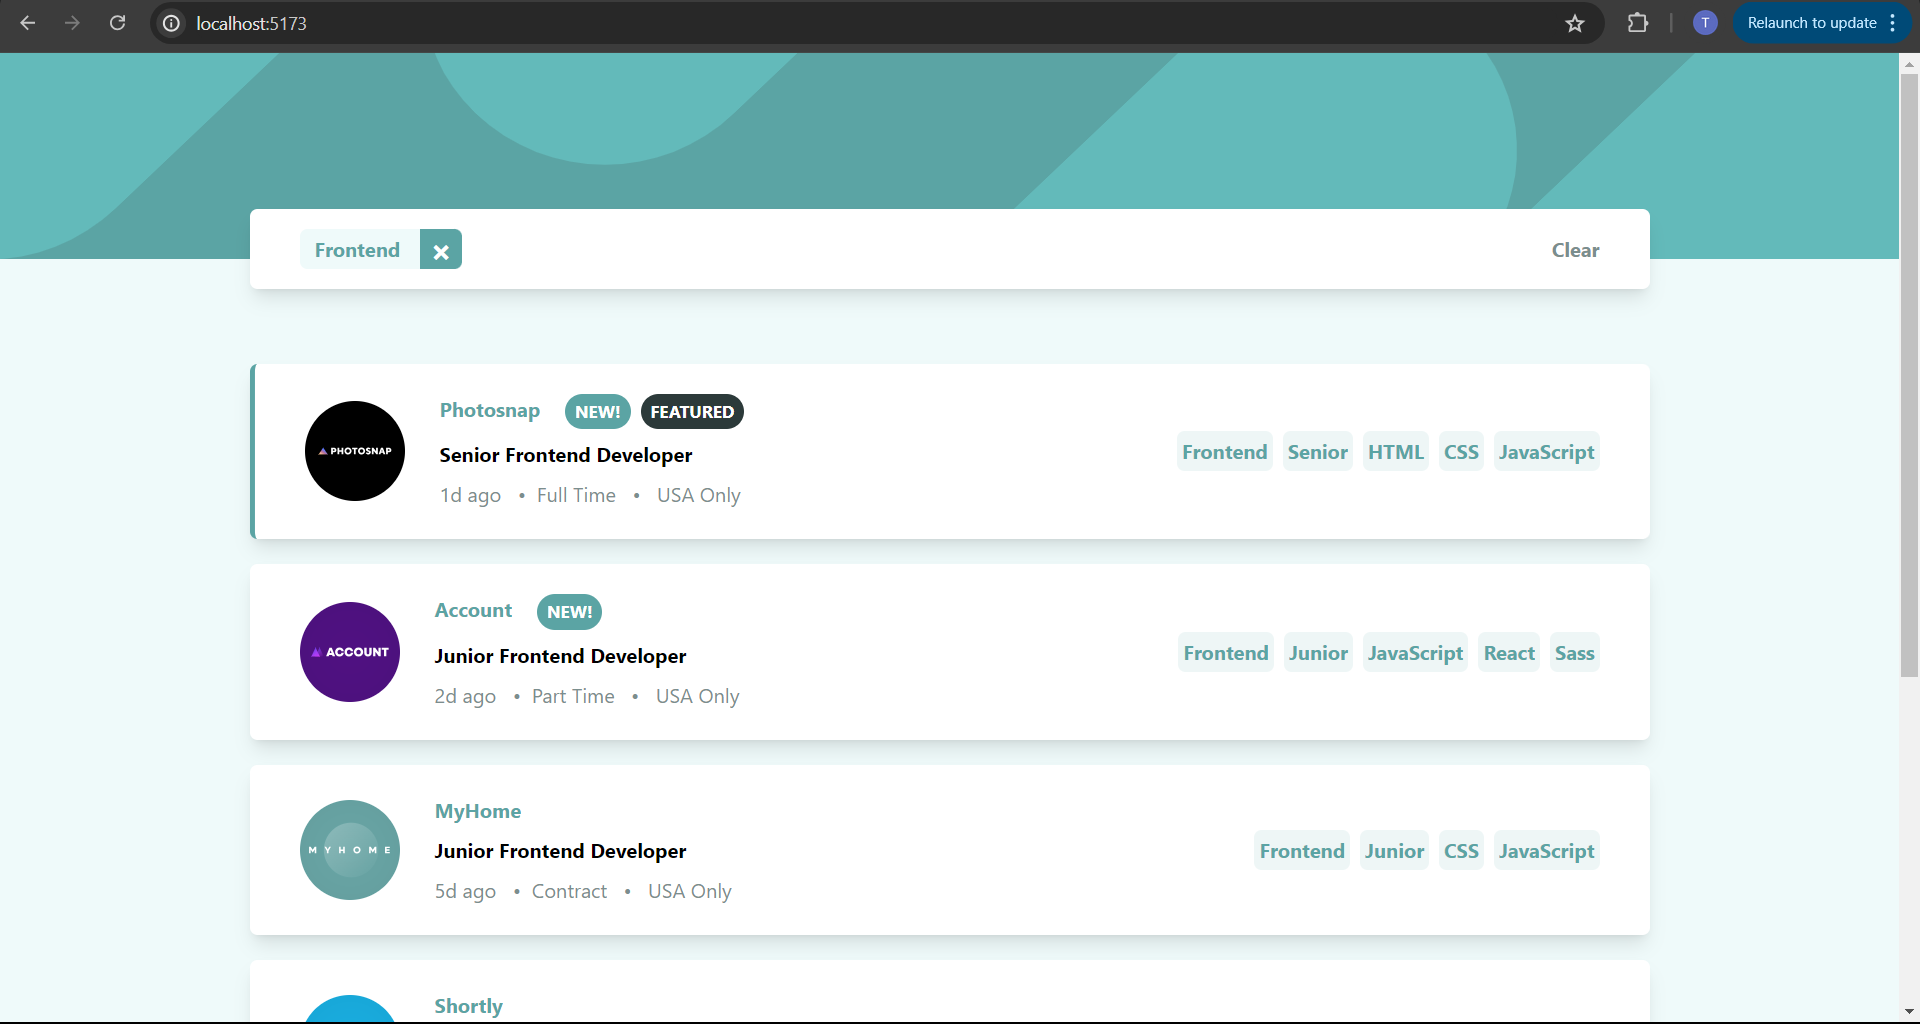 localhost:5173
T
Relaunch to update
Frontend
Clear
PHOTOSNAP
Photosnap NEW! FEATURED
Senior Frontend Developer
1d ago • Full Time • USA Only
Frontend Senior HTML CSS JavaScript
ACCOUNT
Account NEW!
Junior Frontend Developer
2d ago • Part Time • USA Only
Frontend Junior JavaScript React Sass
MYHOME
MyHome
Junior Frontend Developer
5d ago • Contract • USA Only
Frontend Junior CSS JavaScript
Shortly